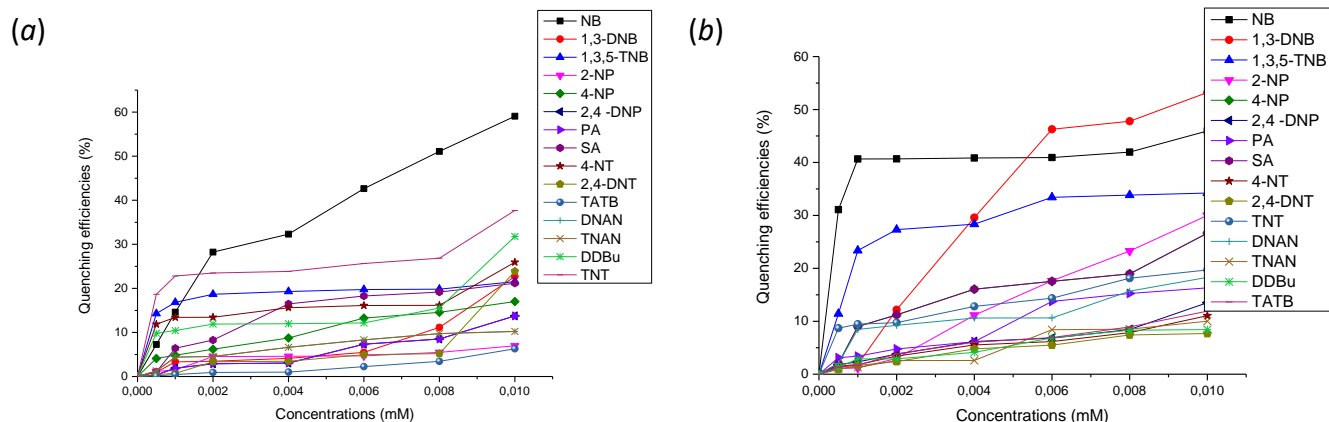 (a)
NB
1,3-DNB
1,3,5-TNB
2-NP
4-NP
2,4 -DNP
PA
SA
4-NT
2,4-DNT
TATB
DNAN
TNAN
DDBu
TNT
60
50
40
30
20
10
0
Quenching efficiencies (%)
0,000 0,002 0,004 0,006 0,008 0,010
Concentrations (mM)
(b)
NB
1,3-DNB
1,3,5-TNB
2-NP
4-NP
2,4 -DNP
PA
SA
4-NT
2,4-DNT
TNT
DNAN
TNAN
DDBu
TATB
60
50
40
30
20
10
0
Quenching efficiencies (%)
0,000 0,002 0,004 0,006 0,008 0,010
Concentrations (mM)